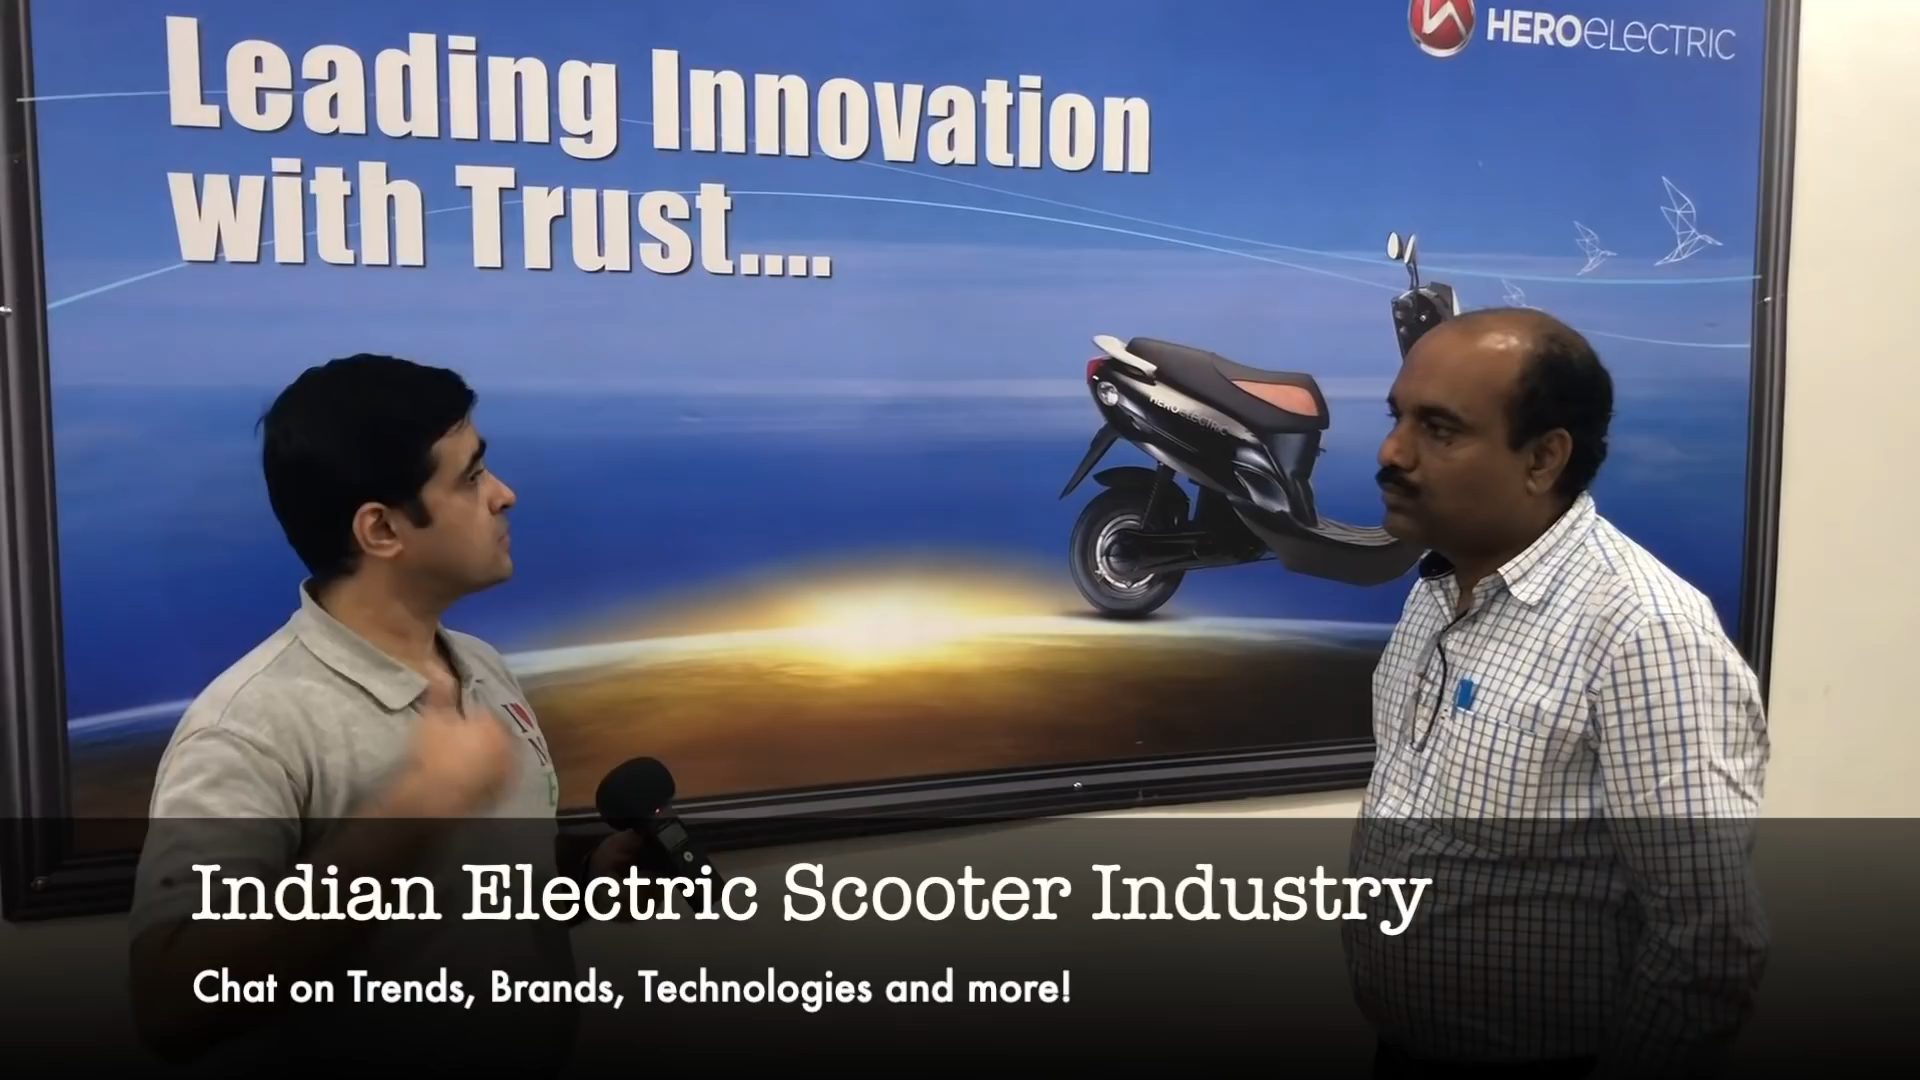 HEROELECTRIC
Leading Innovation
with Trust....
HEROELECTRIC
I
N
E
Indian Electric Scooter Industry
Chat on Trends, Brands, Technologies and more!